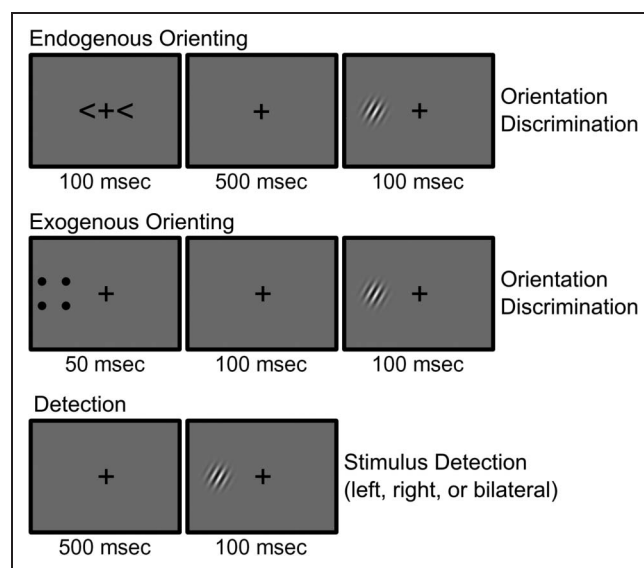 Endogenous Orienting
<+<
+
+
Orientation
Discrimination
100 msec
500 msec
100 msec
Exogenous Orienting
+
+
+
Orientation
Discrimination
50 msec
100 msec
100 msec
Detection
+
+
Stimulus Detection
(left, right, or bilateral)
500 msec
100 msec